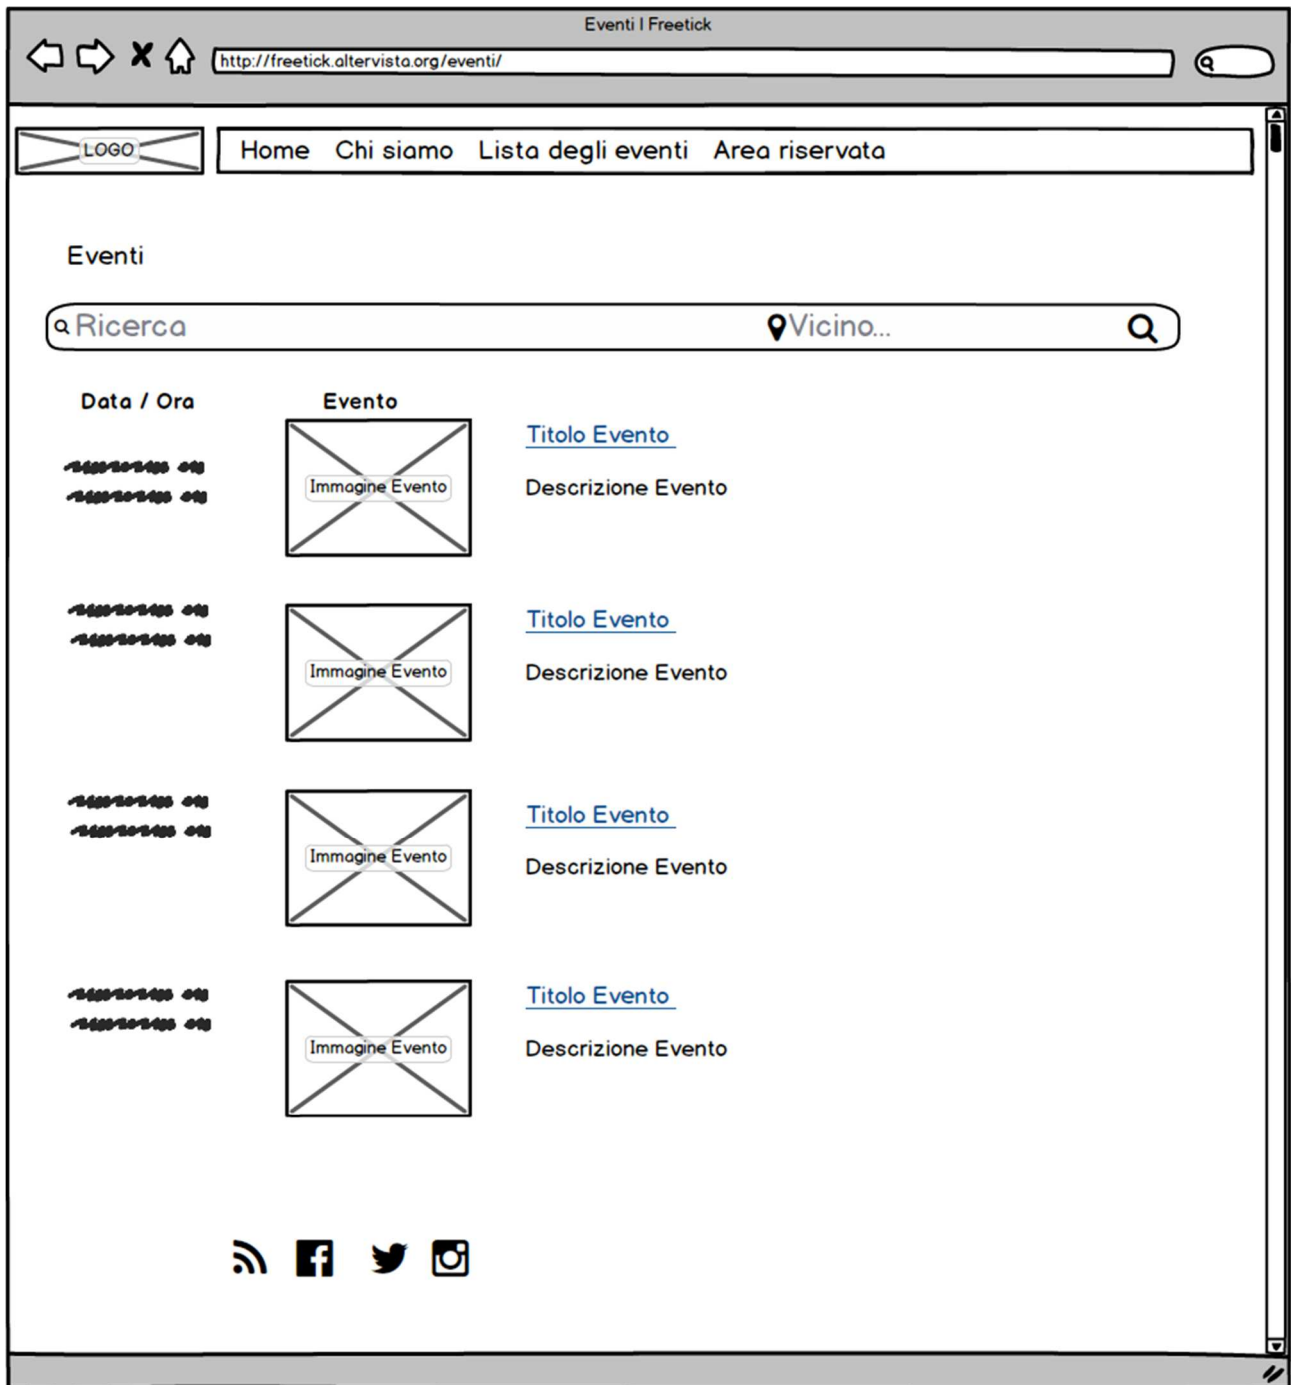 Eventi | Freetick
http://freetick.altervista.org/eventi/
LOGO
Home Chi siamo Lista degli eventi Area riservata
Eventi
Ricerca Vicino...
Data / Ora Evento
Titolo Evento
Immagine Evento Descrizione Evento
Titolo Evento
Immagine Evento Descrizione Evento
Titolo Evento
Immagine Evento Descrizione Evento
Titolo Evento
Immagine Evento Descrizione Evento